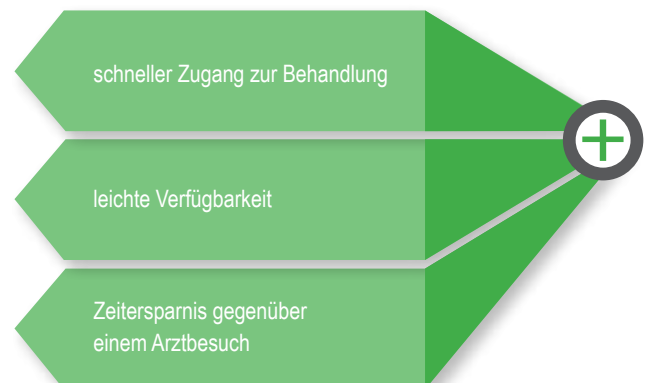 schneller Zugang zur Behandlung
leichte Verfügbarkeit
Zeitersparnis gegenüber
einem Arztbesuch